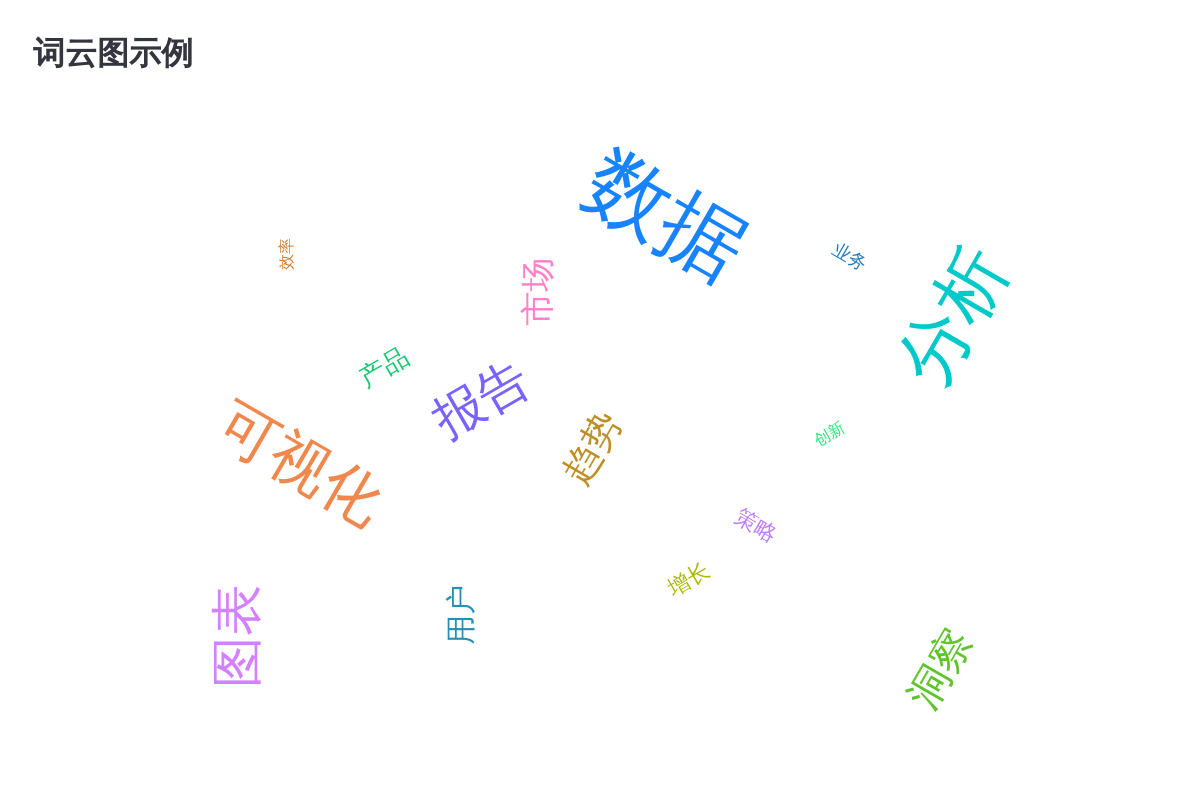 词云图示例
数据
效率
业务
市场
分析
产品
报告
可视化
趋势
创新
策略
增长
图表
用户
洞察